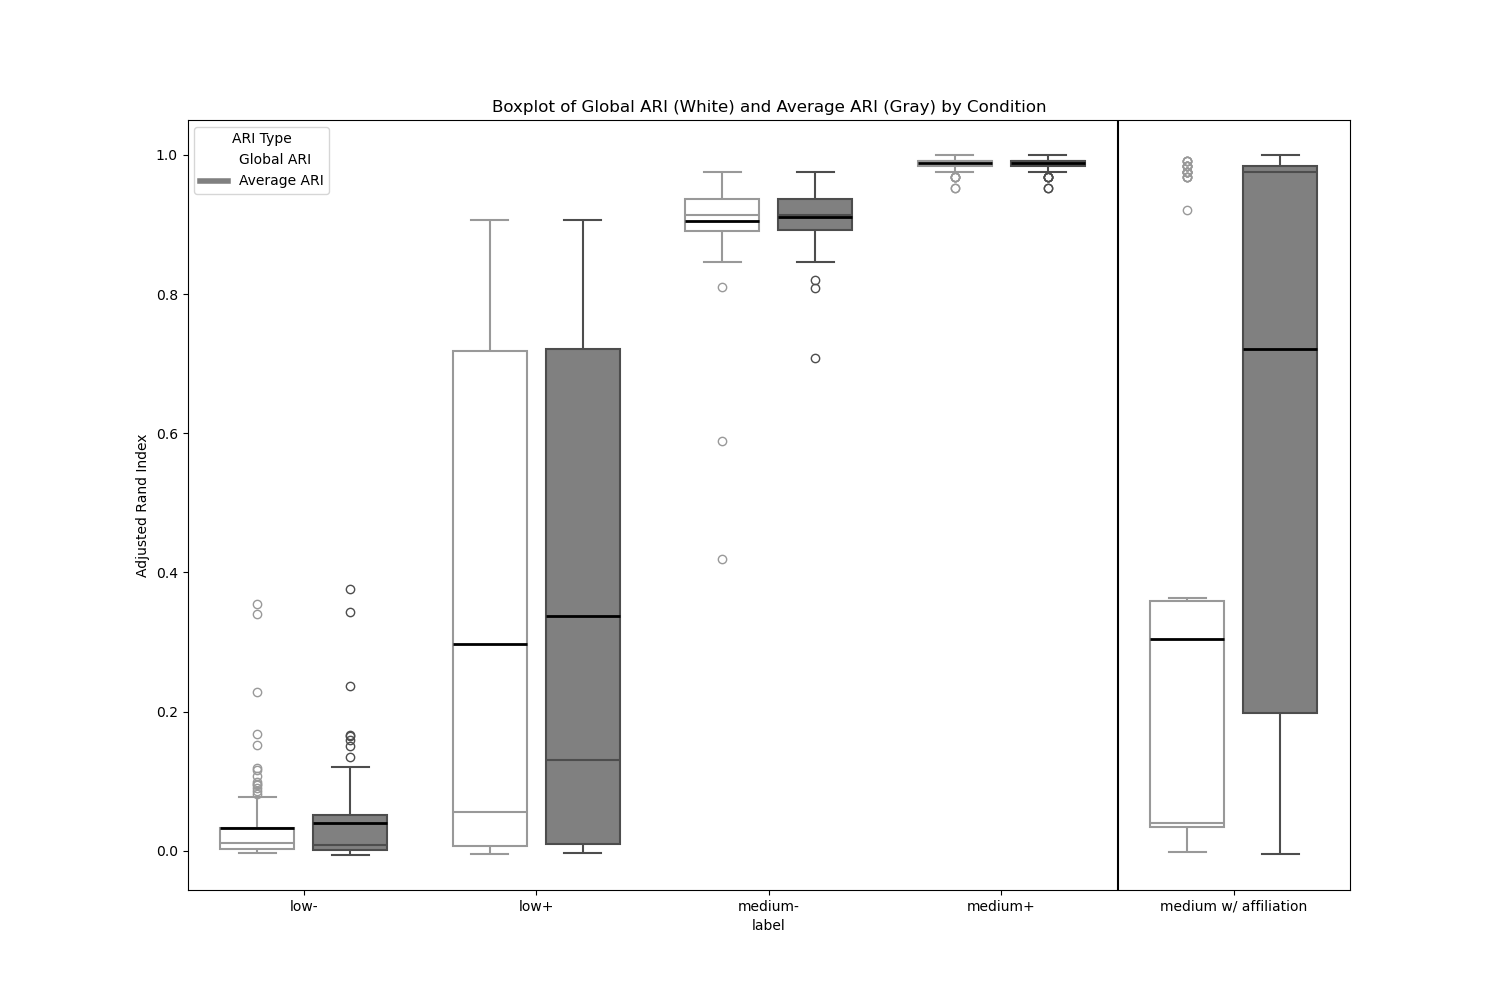 Boxplot of Global ARI (White) and Average ARI (Gray) by Condition
ARI Type
Global ARI
Average ARI
Adjusted Rand Index
1.0
0.8
0.6
0.4
0.2
0.0
low-
low+
medium-
medium+
medium w/ affiliation
label